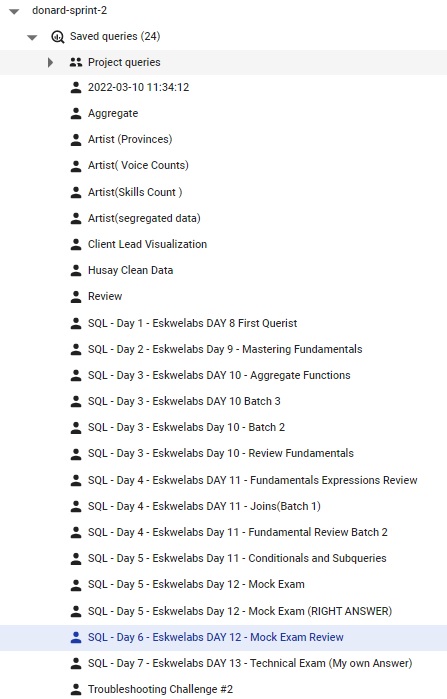 donard-sprint-2
Saved queries (24)
Project queries
2022-03-10 11:34:12
Aggregate
Artist (Provinces)
Artist( Voice Counts)
Artist(Skills Count )
Artist(segregated data)
Client Lead Visualization
Husay Clean Data
Review
SQL - Day 1 - Eskwelabs DAY 8 First Querist
SQL - Day 2 - Eskwelabs Day 9 - Mastering Fundamentals
SQL - Day 3 - Eskwelabs DAY 10 - Aggregate Functions
SQL - Day 3 - Eskwelabs DAY 10 Batch 3
SQL - Day 3 - Eskwelabs Day 10 - Batch 2
SQL - Day 3 - Eskwelabs Day 10 - Review Fundamentals
SQL - Day 4 - Eskwelabs DAY 11 - Fundamentals Expressions Review
SQL - Day 4 - Eskwelabs DAY 11 - Joins(Batch 1)
SQL - Day 4 - Eskwelabs Day 11 - Fundamental Review Batch 2
SQL - Day 5 - Eskwelabs Day 11 - Conditionals and Subqueries
SQL - Day 5 - Eskwelabs Day 12 - Mock Exam
SQL - Day 5 - Eskwelabs Day 12 - Mock Exam (RIGHT ANSWER)
SQL - Day 6 - Eskwelabs DAY 12 - Mock Exam Review
SQL - Day 7 - Eskwelabs DAY 13 - Technical Exam (My own Answer)
Troubleshooting Challenge #2